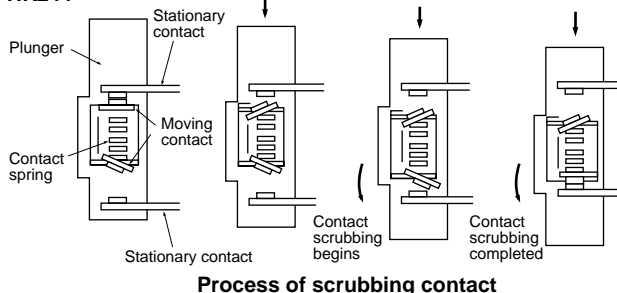 Stationary
contact
Plunger
Moving
contact
Contact
spring
Stationary contact
Contact
scrubbing
begins
Contact
scrubbing
completed
Process of scrubbing contact